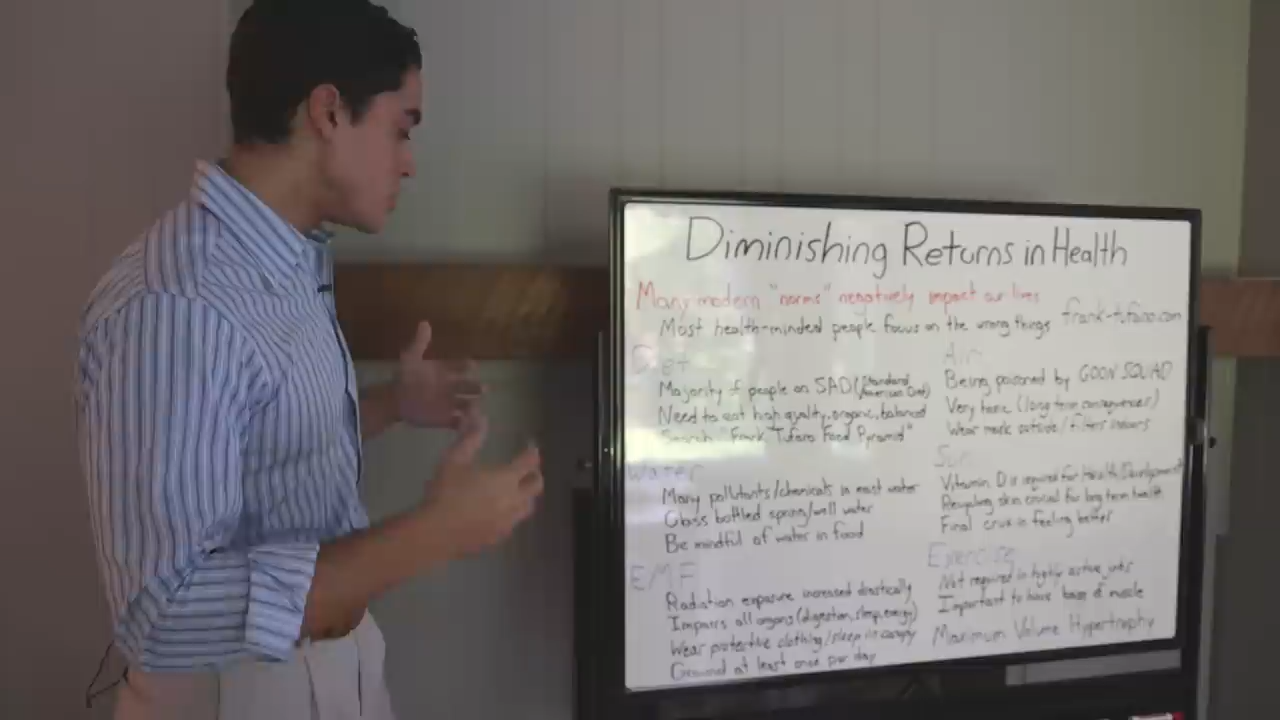 Diminishing Returns in Health
Many modern "norms" negatively impact our lives
Most health-minded people focus on the wrong things
frank-tufano.com
Diet
Majority of people on SAD (Standard American Diet)
Need to eat high quality, organic, balanced
Search "Frank Tufano Food Pyramid"
Water
Many pollutants/chemicals in most water
Glass bottled spring/well water
Be mindful of water in food
EMF
Radiation exposure increased drastically
Impairs all organs (digestion, sleep, energy)
Wear protective clothing/sleep in canopy
Ground at least once per day
Air
Being poisoned by GOON SQUAD
Very toxic (long term consequences)
Wear mask outside/filters indoors
Sun
Vitamin D is required for Health/Development
skin crucial for long term health
Final crux in feeling better
Exercise
Not required in highly active jobs
Important to have base of muscle
Maximum Volume Hypertrophy